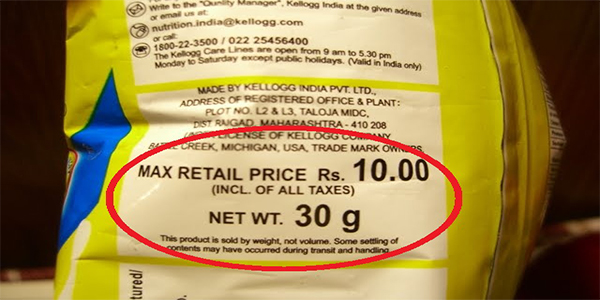 Write to the "Quality Manager", Kellogg India at the given address
or email us at:
nutrition.india@kellogg.com
or call:
1800-22-3500 / 022 25456400
The Kellogg Care Lines are open from 9 am to 5.30 pm
Monday to Saturday except public holidays. (Valid in India only)
MADE BY KELLOGG INDIA PVT. LTD.,
ADDRESS OF REGISTERED OFFICE & PLANT:
PLOT NO. L2 & L3, TALOJA MIDC,
DIST RAIGAD, MAHARASHTRA - 410 208
UNDER LICENSE OF KELLOGG COMPANY
BATTLE CREEK, MICHIGAN, USA, TRADE MARK OWNERS
MAX RETAIL PRICE Rs. 10.00
(INCL. OF ALL TAXES)
NET WT. 30 g
This product is sold by weight, not volume. Some settling of
contents may have occurred during transit and handling.